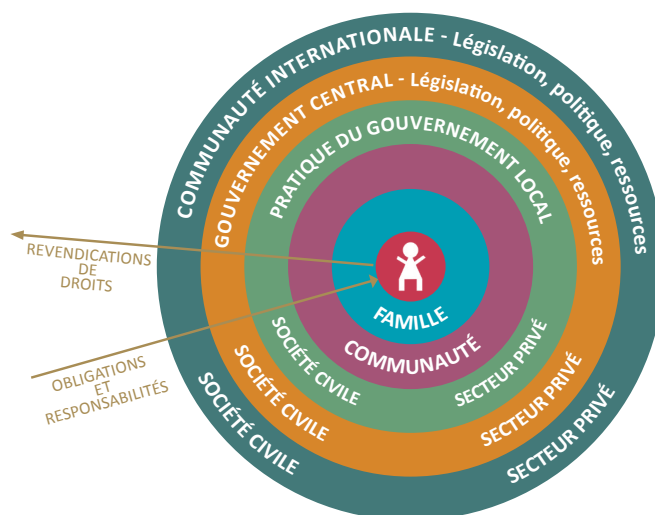 COMMUNAUTÉ INTERNATIONALE - Législation, politique, ressources
GOUVERNEMENT CENTRAL - Législation, politique, ressources
PRATIQUE DU GOUVERNEMENT LOCAL
REVENDICATIONS
DE
DROITS
FAMILLE
COMMUNAUTÉ
OBLIGATIONS
ET
RESPONSABILITÉS
SOCIÉTÉ CIVILE
SECTEUR PRIVÉ
SOCIÉTÉ CIVILE
SECTEUR PRIVÉ
SOCIÉTÉ CIVILE
SECTEUR PRIVÉ